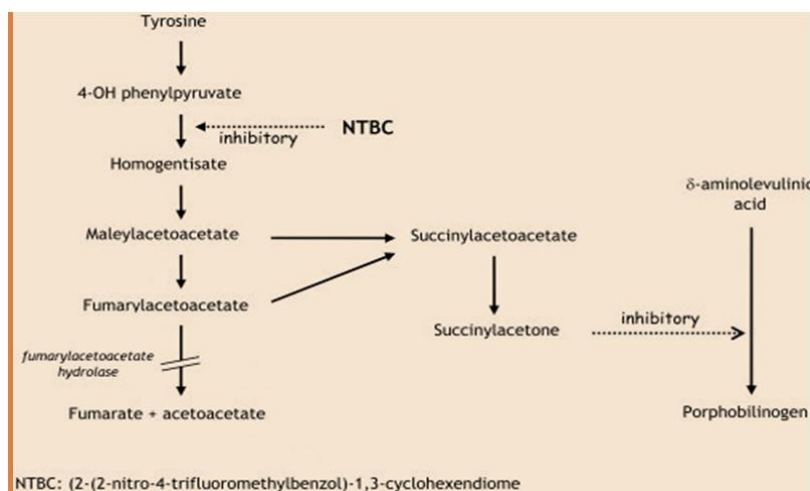 Tyrosine
4-OH phenylpyruvate
inhibitory
NTBC
Homogentisate
δ-aminolevulinic
acid
Maleylacetoacetate
Succinylacetoacetate
Fumarylacetoacetate
Succinylacetone
inhibitory
fumarylacetoacetate
hydrolase
Fumarate + acetoacetate
Porphobilinogen
NTBC: (2-(2-nitro-4-trifluoromethylbenzol)-1,3-cyclohexendiome